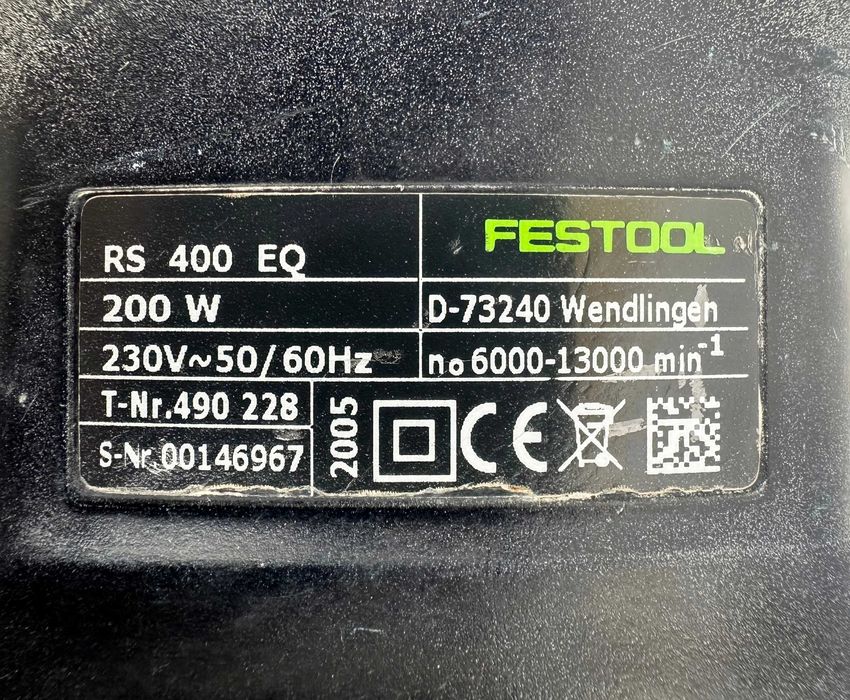 FESTOOL
RS 400 EQ
200 W
D-73240 Wendlingen
230V~50/60Hz
no 6000-13000 min-1
T-Nr.490 228
S-Nr.00146967
2005
CE